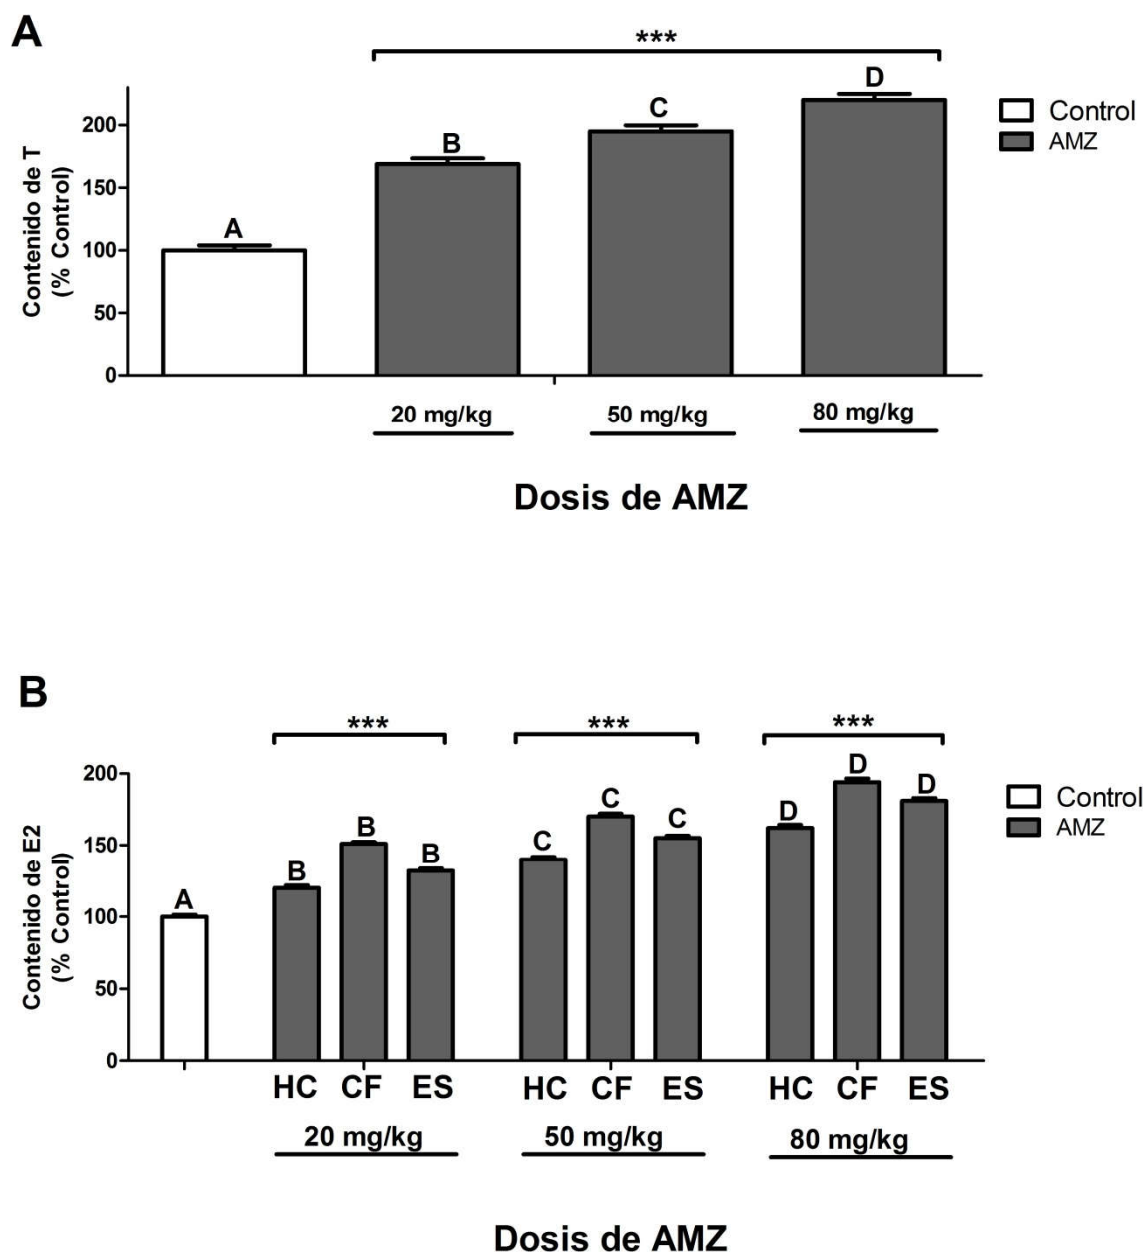 A
***
Contenido de T
(% Control)
200
150
100
50
0
A
B
C
D
Control
AMZ
20 mg/kg
50 mg/kg
80 mg/kg
Dosis de AMZ
B
***
***
***
Contenido de E2
(% Control)
200
150
100
50
0
A
B
B
B
C
C
C
D
D
D
Control
AMZ
HC CF ES
HC CF ES
HC CF ES
20 mg/kg
50 mg/kg
80 mg/kg
Dosis de AMZ